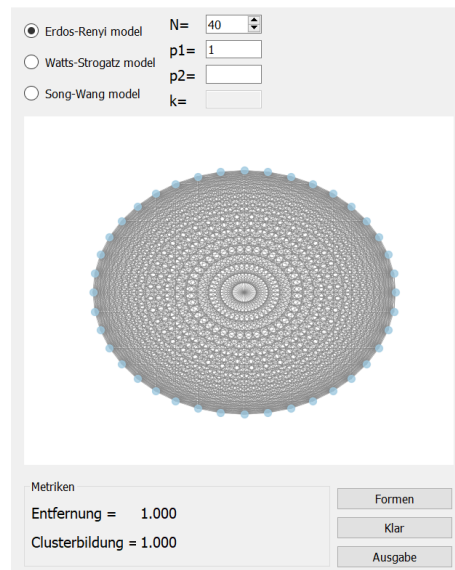 Erdos-Renyi model
Watts-Strogatz model
Song-Wang model
N= 40
p1= 1
p2=
k=
Metriken
Entfernung = 1.000
Clusterbildung = 1.000
Formen
Klar
Ausgabe